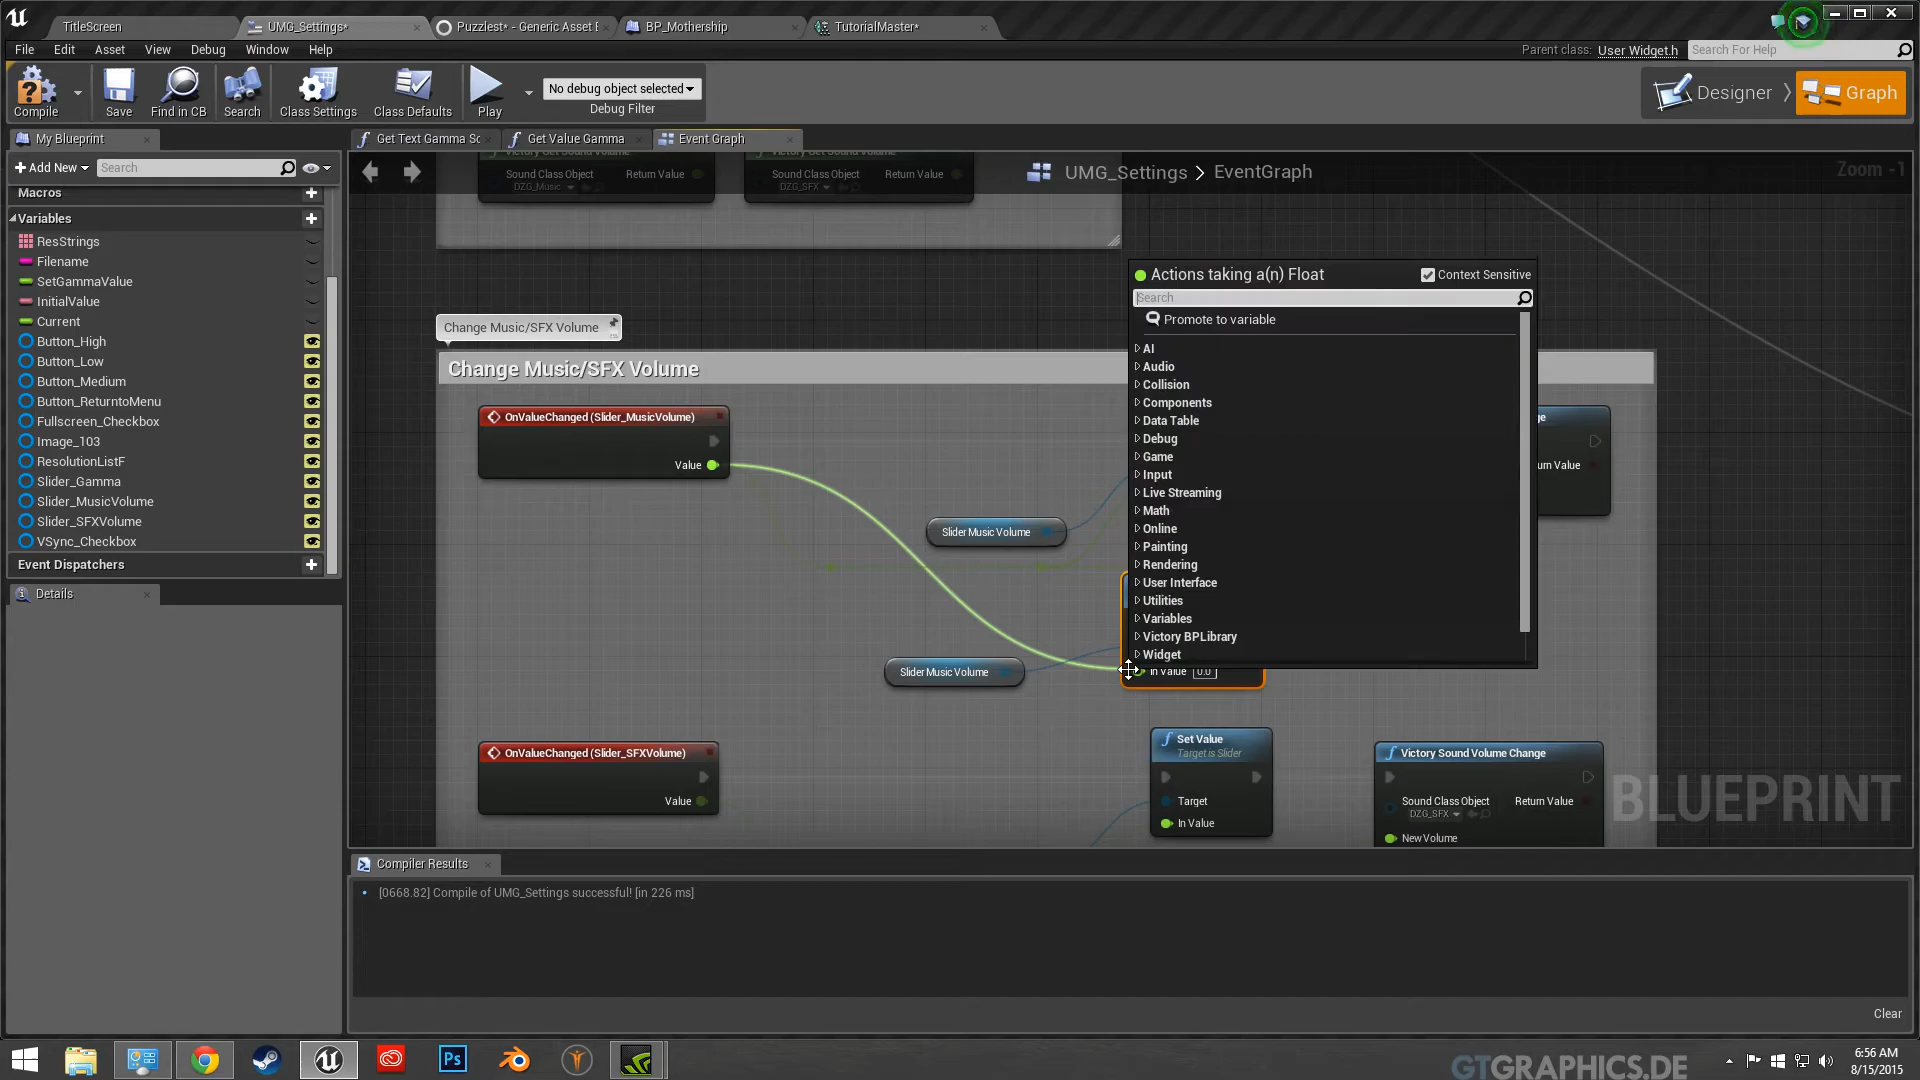 TitleScreen
UMG_Settings*
Puzzlest* - Generic Asset E
BP_Mothership
TutorialMaster*
File Edit Asset View Debug Window Help
Parent class: User Widget.h
Search For Help
Compile
Save
Find in CB
Search
Class Settings
Class Defaults
Play
No debug object selected
Debug Filter
Designer
Graph
My Blueprint
Get Text Gamma Sc
Get Value Gamma
Event Graph
Add New
Search
UMG_Settings > EventGraph
Zoom -1
Macros
Variables
ResStrings
Filename
SetGammaValue
InitialValue
Current
Button_High
Button_Low
Button_Medium
Button_ReturntoMenu
Fullscreen_Checkbox
Image_103
ResolutionListF
Slider_Gamma
Slider_MusicVolume
Slider_SFXVolume
VSync_Checkbox
Event Dispatchers
Details
Sound Class Object
DZG_Music
Return Value
Sound Class Object
DZG_SFX
Return Value
Change Music/SFX Volume
Change Music/SFX Volume
OnValueChanged (Slider_MusicVolume)
Value
Slider Music Volume
Slider Music Volume
In Value 0.0
Actions taking a(n) Float
Context Sensitive
Search
Promote to variable
AI
Audio
Collision
Components
Data Table
Debug
Game
Input
Live Streaming
Math
Online
Painting
Rendering
User Interface
Utilities
Variables
Victory BPLibrary
Widget
OnValueChanged (Slider_SFXVolume)
Value
Set Value
Target is Slider
Target
In Value
Victory Sound Volume Change
Sound Class Object
DZG_SFX
Return Value
New Volume
BLUEPRINT
Compiler Results
[0668.82] Compile of UMG_Settings successful! [in 226 ms]
Clear
Ps
GTGRAPHICS.DE
6:56 AM
8/15/2015